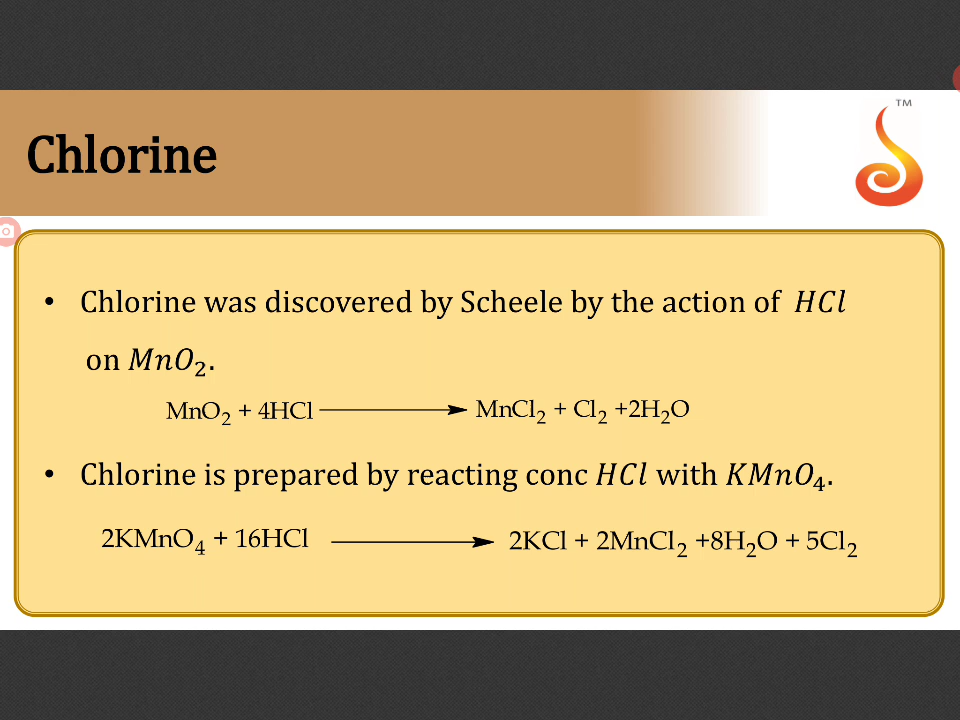 TM
Chlorine
• Chlorine was discovered by Scheele by the action of HCl
on MnO₂.
MnO₂ + 4HCl ⟶ MnCl₂ + Cl₂ +2H₂O
• Chlorine is prepared by reacting conc HCl with KMnO₄.
2KMnO₄ + 16HCl ⟶ 2KCl + 2MnCl₂ +8H₂O + 5Cl₂